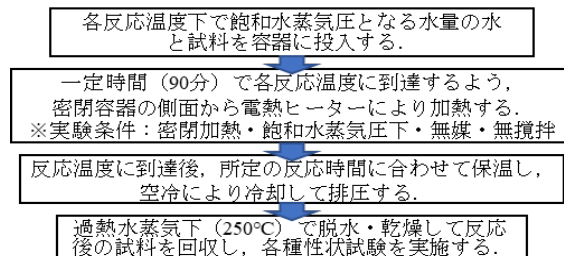 各反応温度下で飽和水蒸気圧となる水量の水
と試料を容器に投入する.
一定時間（90分）で各反応温度に到達するよう，
密閉容器の側面から電熱ヒーターにより加熱する.
※実験条件：密閉加熱・飽和水蒸気圧下・無媒・無撹拌
反応温度に到達後，所定の反応時間に合わせて保温し，
空冷により冷却して排圧する.
過熱水蒸気下（250℃）で脱水・乾燥して反応
後の試料を回収し，各種性状試験を実施する.